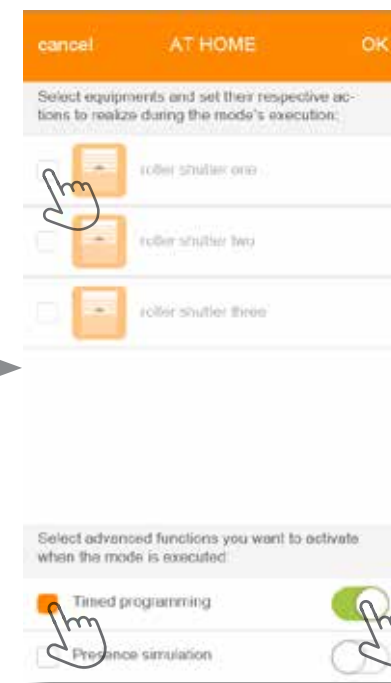 cancel AT HOME OK
Select equipments and set their respective ac-
tions to realize during the mode's execution:
roller shutter one
roller shutter two
roller shutter three
Select advanced functions you want to activate
when the mode is executed
Timed programming
Presence simulation